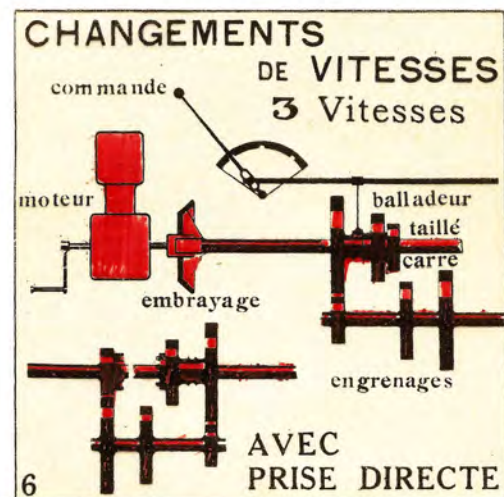 CHANGEMENTS
DE VITESSES
3 Vitesses
commande
moteur
balladeur
taillé
carré
embrayage
engrenages
AVEC
PRISE DIRECTE
6